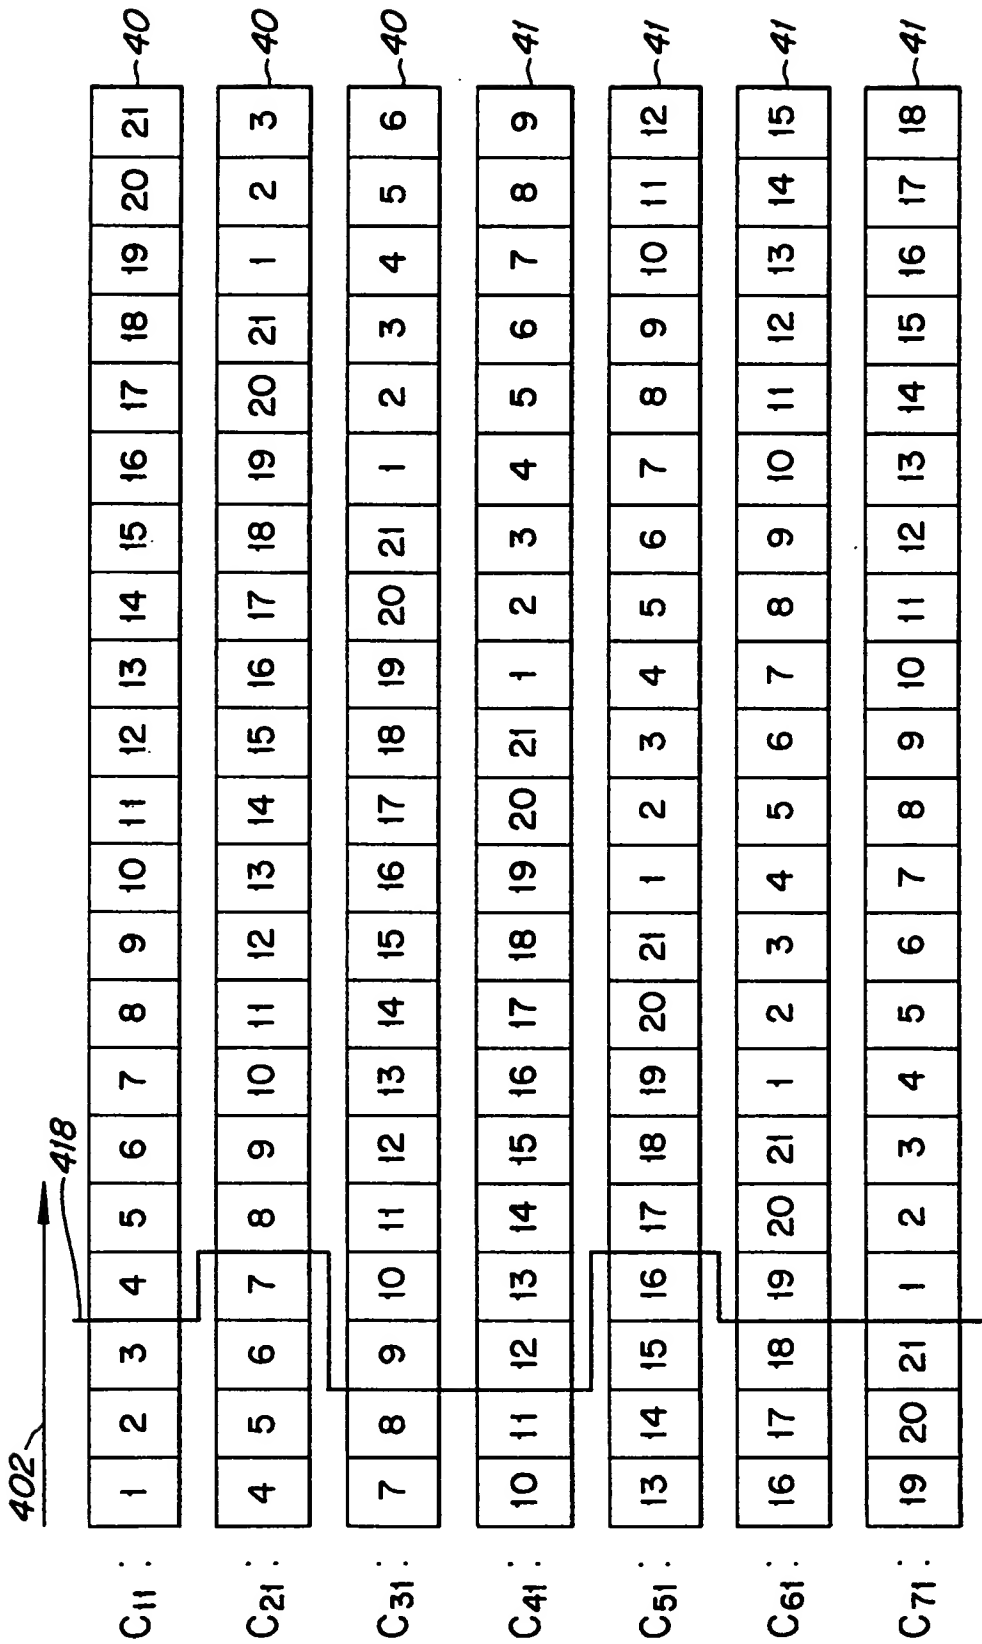 402
418
C11 : 1 2 3 4 5 6 7 8 9 10 11 12 13 14 15 16 17 18 19 20 21 40
C21 : 4 5 6 7 8 9 10 11 12 13 14 15 16 17 18 19 20 21 1 2 3 40
C31 : 7 8 9 10 11 12 13 14 15 16 17 18 19 20 21 1 2 3 4 5 6 40
C41 : 10 11 12 13 14 15 16 17 18 19 20 21 1 2 3 4 5 6 7 8 9 41
C51 : 13 14 15 16 17 18 19 20 21 1 2 3 4 5 6 7 8 9 10 11 12 41
C61 : 16 17 18 19 20 21 1 2 3 4 5 6 7 8 9 10 11 12 13 14 15 41
C71 : 19 20 21 1 2 3 4 5 6 7 8 9 10 11 12 13 14 15 16 17 18 41